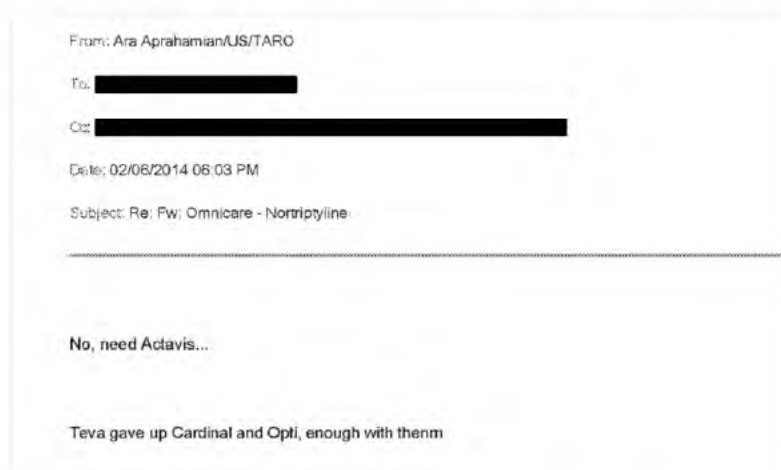 From: Ara Aprahamian/US/TARO
To:
Cc:
Date: 02/06/2014 06:03 PM
Subject: Re: Fw: Omnicare - Nortriptyline
No, need Actavis...
Teva gave up Cardinal and Opti, enough with thenm